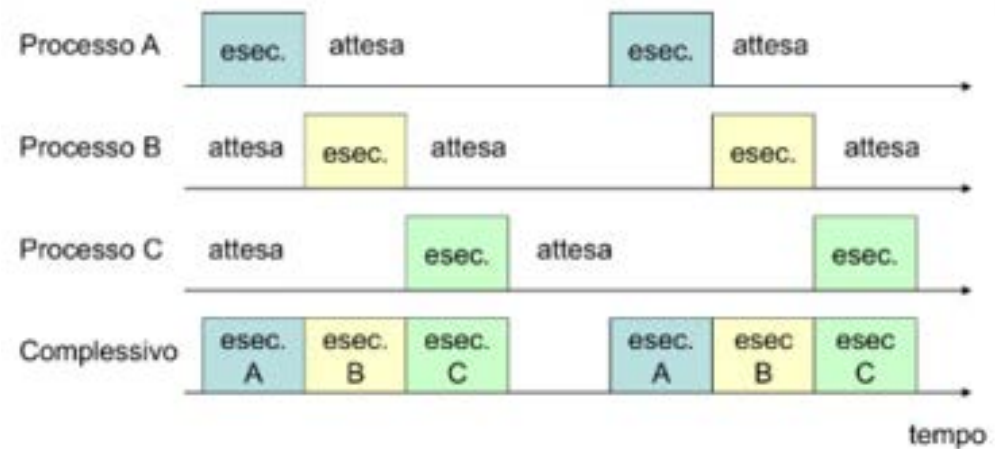 Processo A esec. attesa esec. attesa
Processo B attesa esec. attesa esec. attesa
Processo C attesa esec. attesa esec.
Complessivo esec. A esec. B esec. C esec. A esec B esec C
tempo